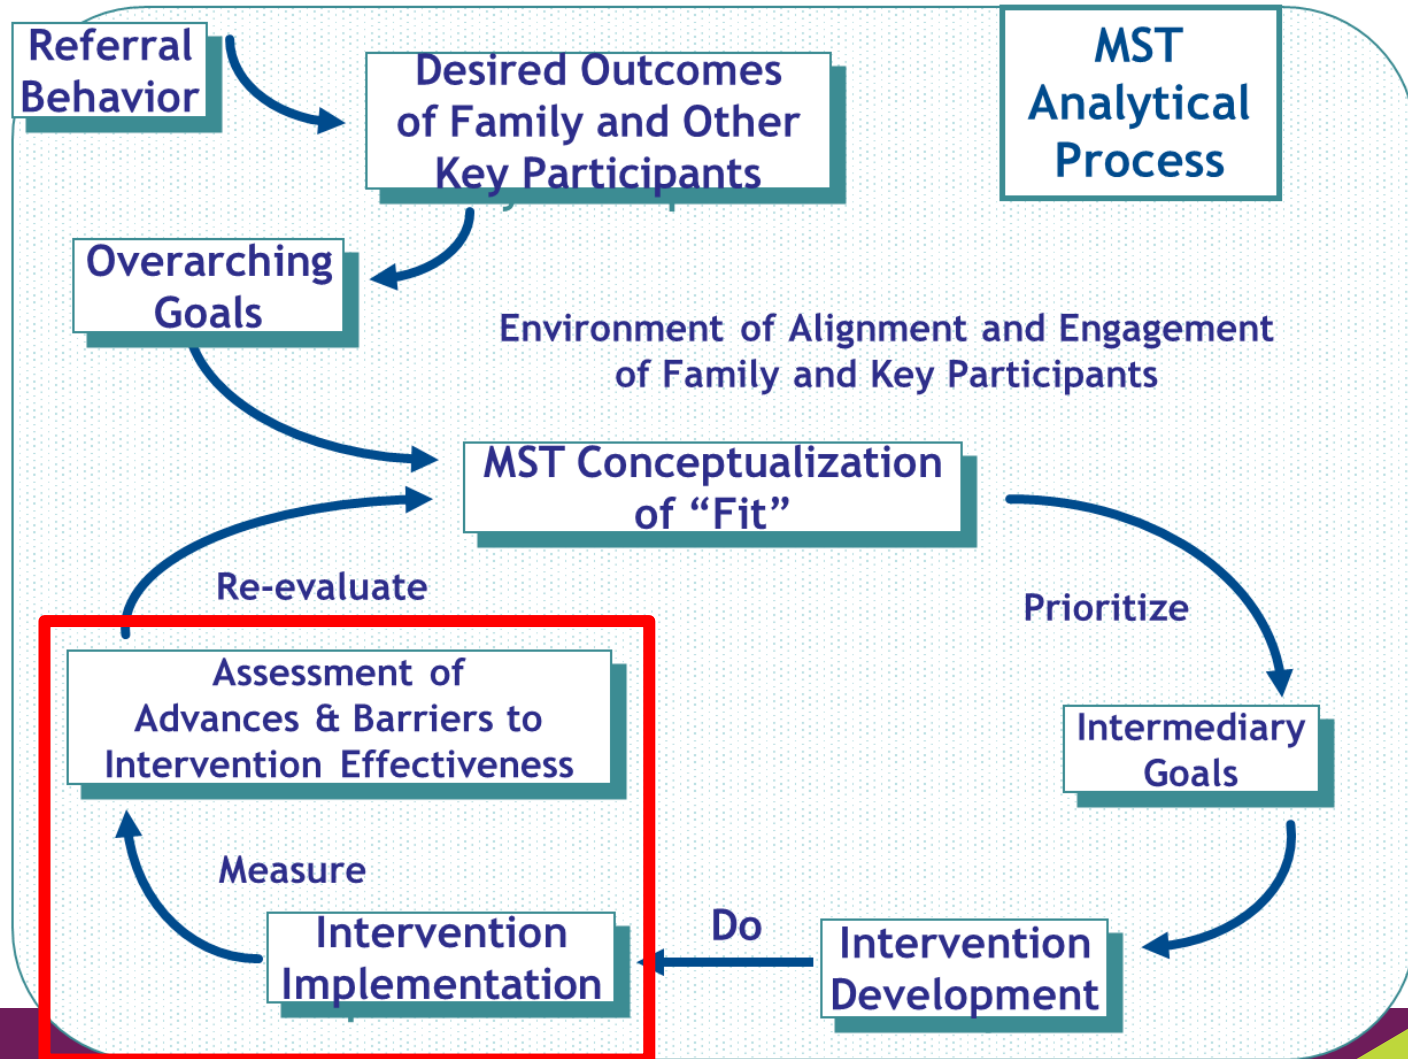 Referral
Behavior
Desired Outcomes
of Family and Other
Key Participants
MST
Analytical
Process
Overarching
Goals
Environment of Alignment and Engagement
of Family and Key Participants
MST Conceptualization
of “Fit”
Re-evaluate
Prioritize
Assessment of
Advances & Barriers to
Intervention Effectiveness
Intermediary
Goals
Measure
Do
Intervention
Implementation
Intervention
Development